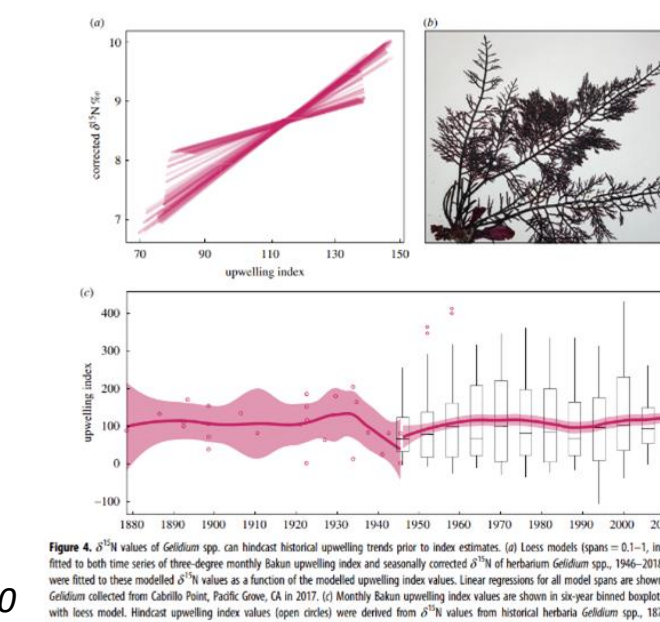 (a)
(b)
10
9
8
7
corrected δ¹⁵N ‰
70 90 110 130 150
upwelling index
(c)
400
300
200
100
0
−100
upwelling index
1880 1890 1900 1910 1920 1930 1940 1950 1960 1970 1980 1990 2000 20
Figure 4. δ¹⁵N values of Gelidium spp. can hindcast historical upwelling trends prior to index estimates. (a) Loess models (spans = 0.1–1, in
fitted to both time series of three-degree monthly Bakun upwelling index and seasonally corrected δ¹⁵N of herbarium Gelidium spp., 1946–2018
were fitted to these modelled δ¹⁵N values as a function of the modelled upwelling index values. Linear regressions for all model spans are shown
Gelidium collected from Cabrillo Point, Pacific Grove, CA in 2017. (c) Monthly Bakun upwelling index values are shown in six-year binned boxplot
with loess model. Hindcast upwelling index values (open circles) were derived from δ¹⁵N values from historical herbaria Gelidium spp., 187
0